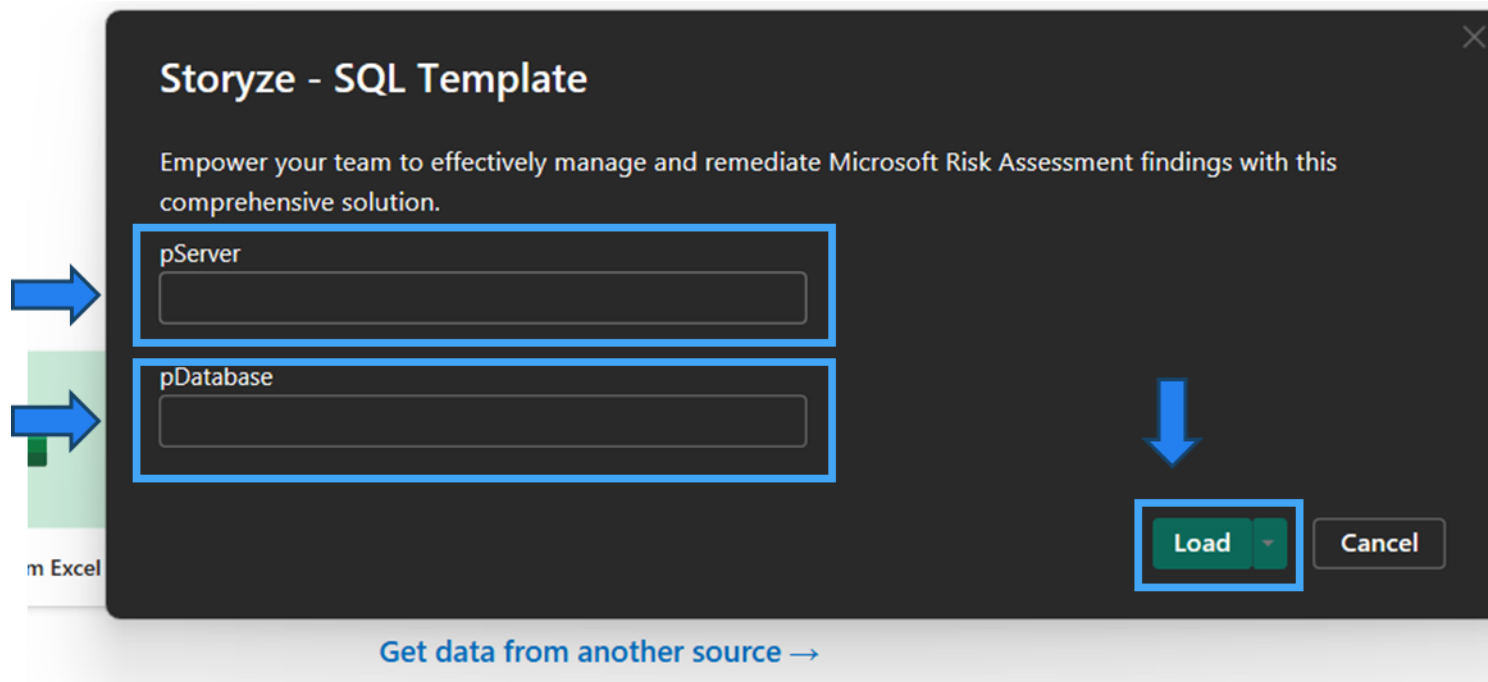 Storyze - SQL Template
Empower your team to effectively manage and remediate Microsoft Risk Assessment findings with this
comprehensive solution.
pServer
pDatabase
Load
Cancel
m Excel
Get data from another source →